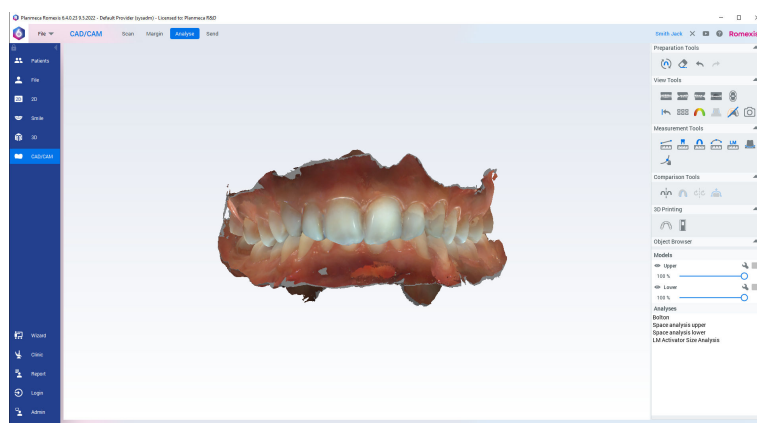 Planmeca Romexis 6.4.0.23 9.5.2022 - Default Provider (sysadm) - Licensed to: Planmeca R&D
File
CAD/CAM
Scan
Margin
Analyse
Send
Smith Jack
Romexis
Patients
File
2D
Smile
3D
CAD/CAM
Wizard
Clinic
Report
Login
Admin
Preparation Tools
View Tools
Measurement Tools
LM
Comparison Tools
3D Printing
Object Browser
Models
Upper
100 %
Lower
100 %
Analyses
Bolton
Space analysis upper
Space analysis lower
LM Activator Size Analysis